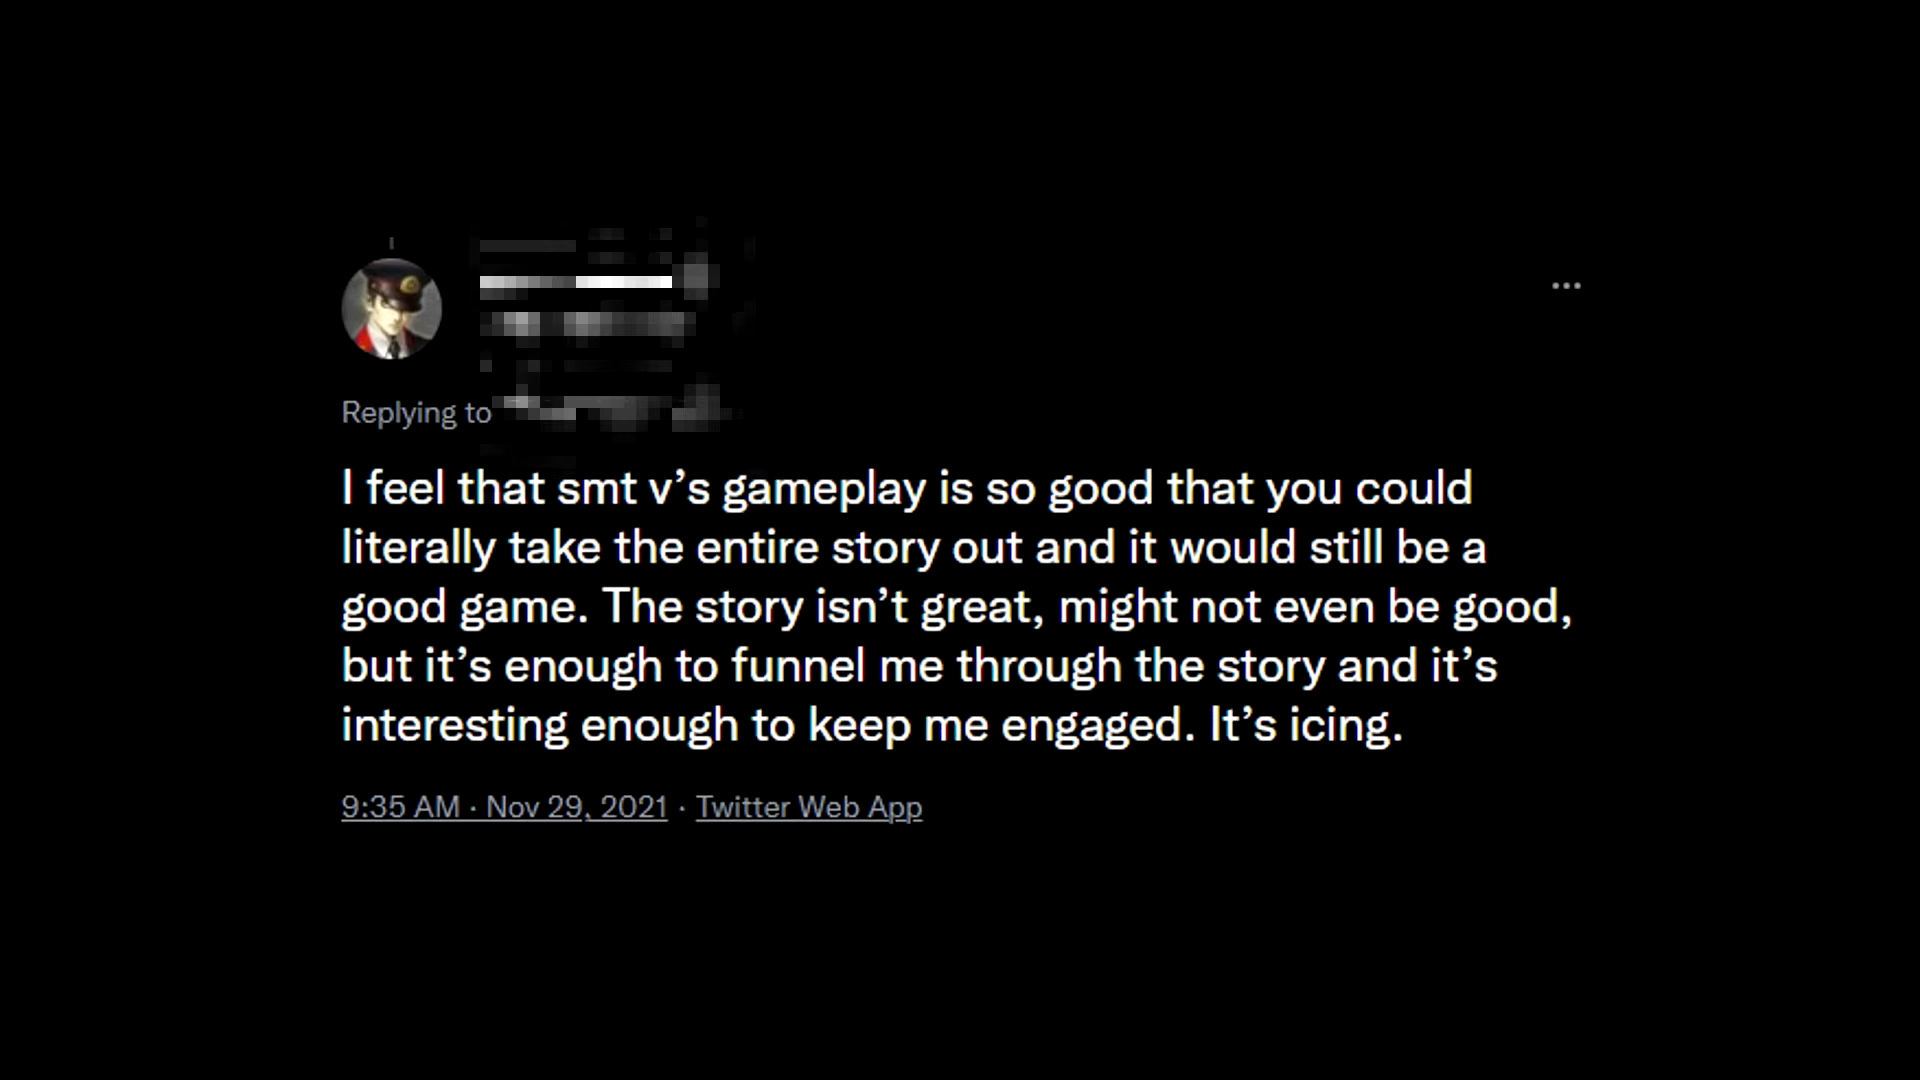 Replying to
I feel that smt v’s gameplay is so good that you could
literally take the entire story out and it would still be a
good game. The story isn’t great, might not even be good,
but it’s enough to funnel me through the story and it’s
interesting enough to keep me engaged. It’s icing.
9:35 AM · Nov 29, 2021 · Twitter Web App